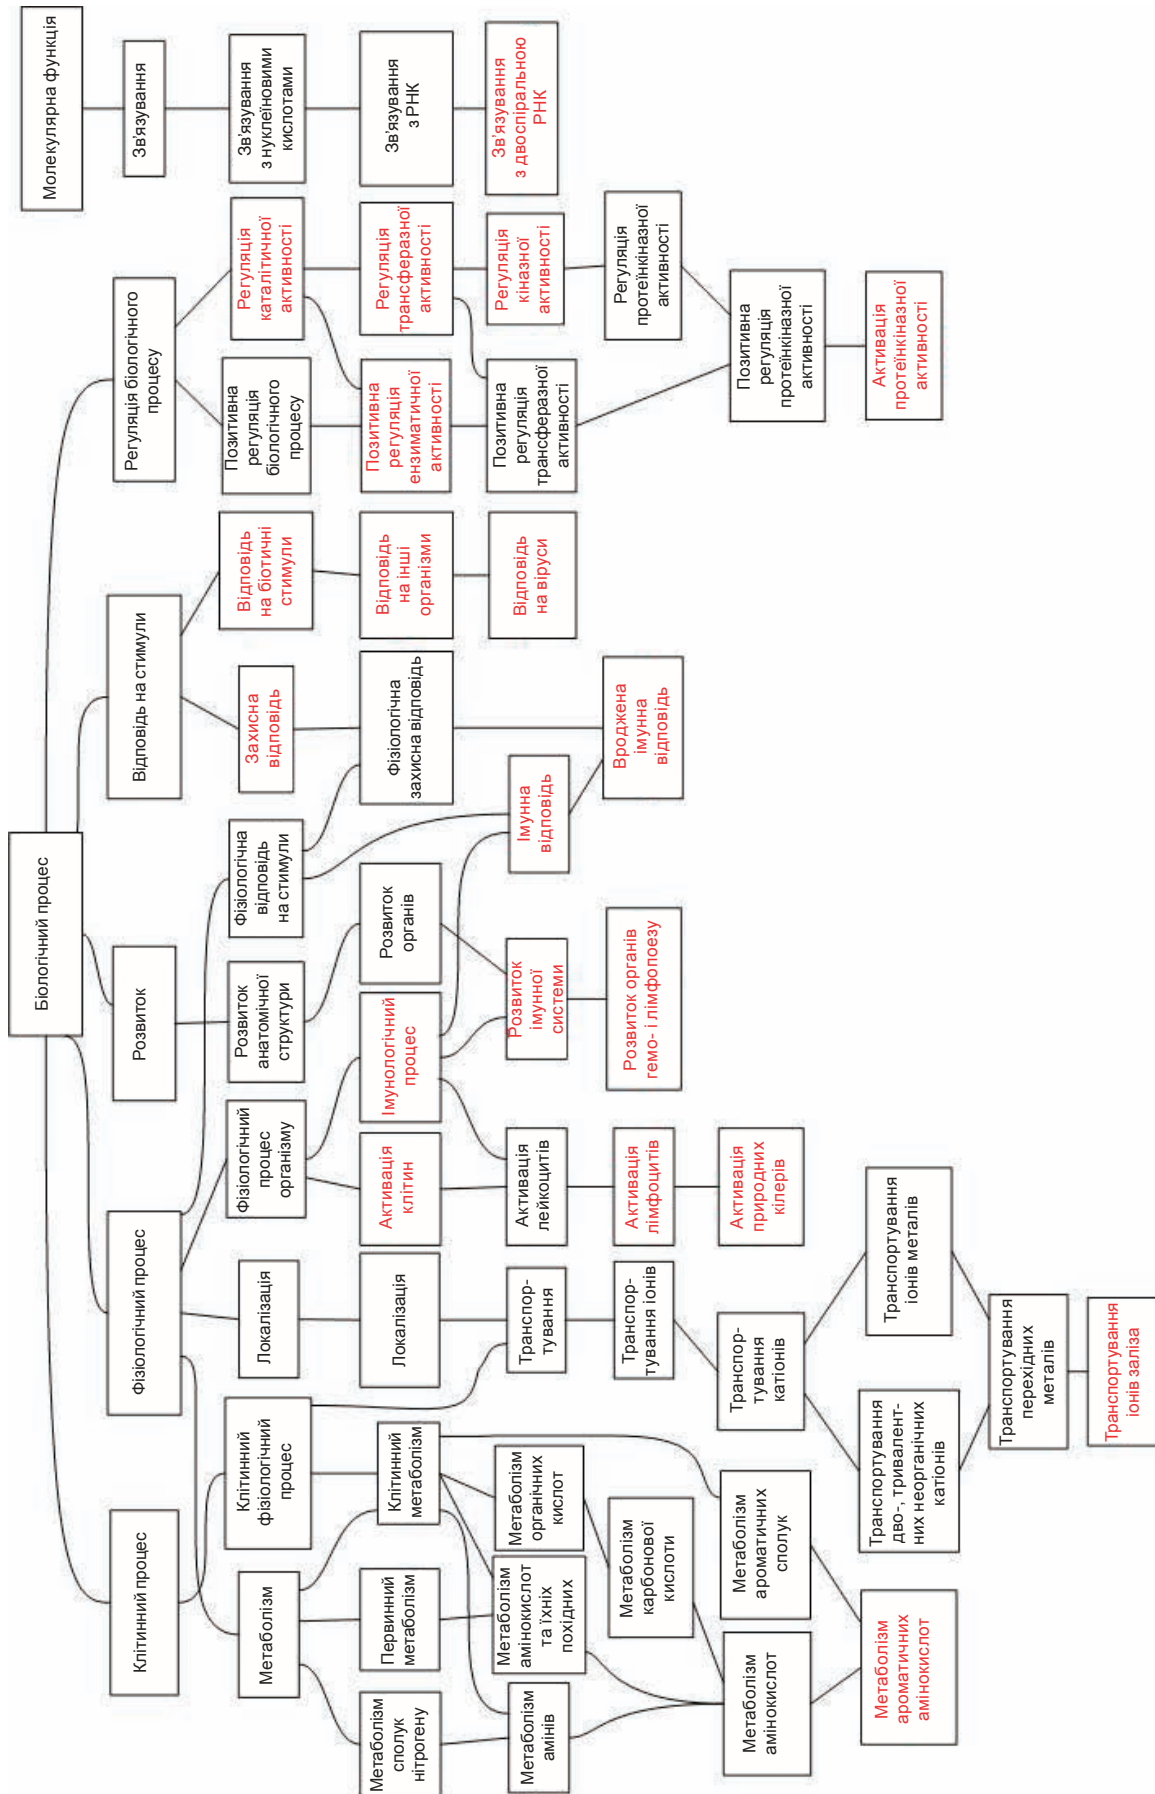 Біологічний процес
Молекулярна функція
Клітинний процес
Фізіологічний процес
Розвиток
Відповідь на стимули
Регуляція біологічного
процесу
Зв'язування
Метаболізм
Клітинний
фізіологічний
процес
Локалізація
Фізіологічний
процес
організму
Розвиток
анатомічної
структури
Фізіологічна
відповідь
на стимули
Захисна
відповідь
Відповідь
на біотичні
стимули
Позитивна
регуляція
біологічного
процесу
Регуляція
каталітичної
активності
Зв'язування
з нуклеїновими
кислотами
Метаболізм
сполук
нітрогену
Первинний
метаболізм
Клітинний
метаболізм
Локалізація
Активація
клітин
Імунологічний
процес
Розвиток
органів
Фізіологічна
захисна відповідь
Відповідь
на інші
організми
Позитивна
регуляція
ензиматичної
активності
Регуляція
трансферазної
активності
Зв'язування
з РНК
Метаболізм
амінів
Метаболізм
амінокислот
та їхніх
похідних
Метаболізм
органічних
кислот
Транспор-
тування
Активація
лейкоцитів
Розвиток
імунної
системи
Імунна
відповідь
Відповідь
на віруси
Позитивна
регуляція
трансферазної
активності
Регуляція
кіназної
активності
Зв'язування
з двоспіральною
РНК
Метаболізм
карбонової
кислоти
Транспор-
тування іонів
Активація
лімфоцитів
Розвиток органів
гемо- і лімфопоезу
Вроджена
імунна
відповідь
Регуляція
протеїнкіназної
активності
Метаболізм
амінокислот
Метаболізм
ароматичних
сполук
Транспор-
тування
катіонів
Активація
природних
кілерів
Позитивна
регуляція
протеїнкіназної
активності
Метаболізм
ароматичних
амінокислот
Транспортування
дво-, тривалент-
них неорганічних
катіонів
Транспортування
іонів металів
Активація
протеїнкіназної
активності
Транспортування
перехідних
металів
Транспортування
іонів заліза